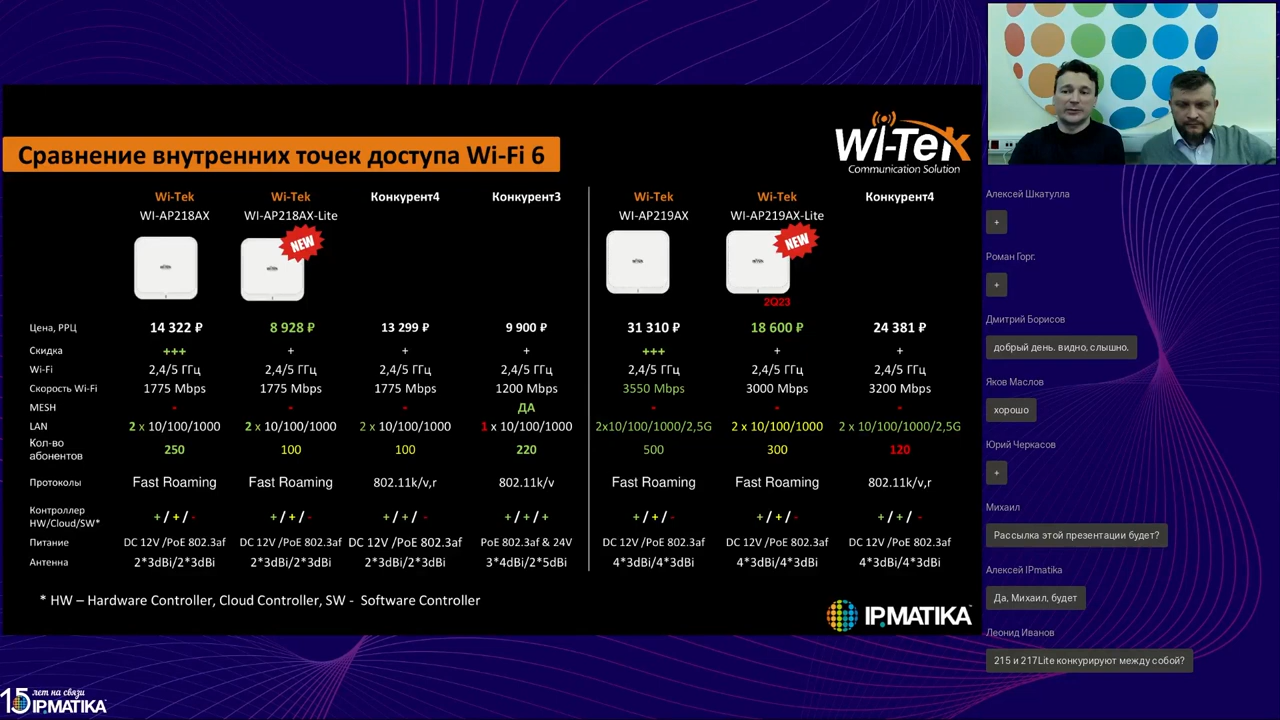 Сравнение внутренних точек доступа Wi-Fi 6
Wi-Tek
Communication Solution
Wi-Tek Wi-Tek Конкурент4 Конкурент3 Wi-Tek Wi-Tek Конкурент4
WI-AP218AX WI-AP218AX-Lite WI-AP219AX WI-AP219AX-Lite
NEW NEW
2Q23
Цена, РРЦ 14 322 ₽ 8 928 ₽ 13 299 ₽ 9 900 ₽ 31 310 ₽ 18 600 ₽ 24 381 ₽
Скидка +++ + + + +++ + +
Wi-Fi 2,4/5 ГГц 2,4/5 ГГц 2,4/5 ГГц 2,4/5 ГГц 2,4/5 ГГц 2,4/5 ГГц 2,4/5 ГГц
Скорость Wi-Fi 1775 Mbps 1775 Mbps 1775 Mbps 1200 Mbps 3550 Mbps 3000 Mbps 3200 Mbps
MESH - - - ДА - - -
LAN 2 x 10/100/1000 2 x 10/100/1000 2 x 10/100/1000 1 x 10/100/1000 2x10/100/1000/2,5G 2 x 10/100/1000 2 x 10/100/1000/2,5G
Кол-во
абонентов 250 100 100 220 500 300 120
Протоколы Fast Roaming Fast Roaming 802.11k/v,r 802.11k/v Fast Roaming Fast Roaming 802.11k/v,r
Контроллер
HW/Cloud/SW* +/+/- +/+/- +/+/- +/+/+ +/+/- +/+/- +/+/-
Питание DC 12V /PoE 802.3af DC 12V /PoE 802.3af DC 12V /PoE 802.3af PoE 802.3af & 24V DC 12V /PoE 802.3af DC 12V /PoE 802.3af DC 12V /PoE 802.3af
Антенна 2*3dBi/2*3dBi 2*3dBi/2*3dBi 2*3dBi/2*3dBi 3*4dBi/2*5dBi 4*3dBi/4*3dBi 4*3dBi/4*3dBi 4*3dBi/4*3dBi
* HW – Hardware Controller, Cloud Controller, SW - Software Controller
IP.MATIKA
15 лет на связи
IP.MATIKA
Алексей Шкатулла
+
Роман Горг.
+
Дмитрий Борисов
добрый день. видно, слышно.
Яков Маслов
хорошо
Юрий Черкасов
+
Михаил
Рассылка этой презентации будет?
Алексей IPmatika
Да, Михаил, будет
Леонид Иванов
215 и 217Lite конкурируют между собой?